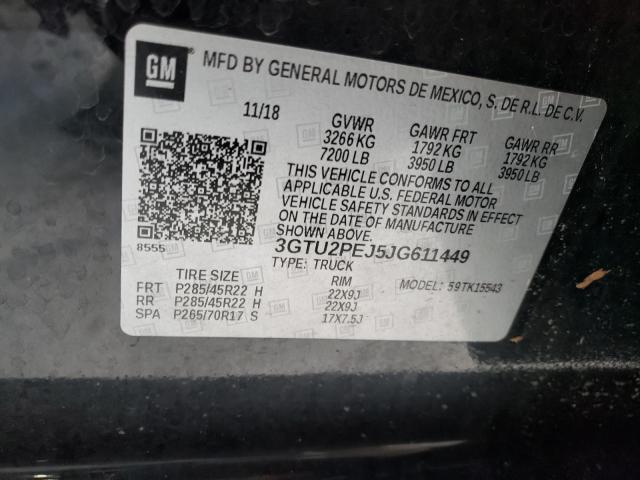 GM
MFD BY GENERAL MOTORS DE MEXICO, S. DE R.L. DE C.V.
11/18 GVWR GAWR FRT GAWR RR
3266 KG 1792 KG 1792 KG
7200 LB 3950 LB 3950 LB
THIS VEHICLE CONFORMS TO ALL
APPLICABLE U.S. FEDERAL MOTOR
VEHICLE SAFETY STANDARDS IN EFFECT
ON THE DATE OF MANUFACTURE
SHOWN ABOVE.
8555 3GTU2PEJ5JG611449
TYPE: TRUCK
TIRE SIZE RIM MODEL: 59TK15543
FRT P285/45R22 H 22X9J
RR P285/45R22 H 22X9J
SPA P265/70R17 S 17X7.5J